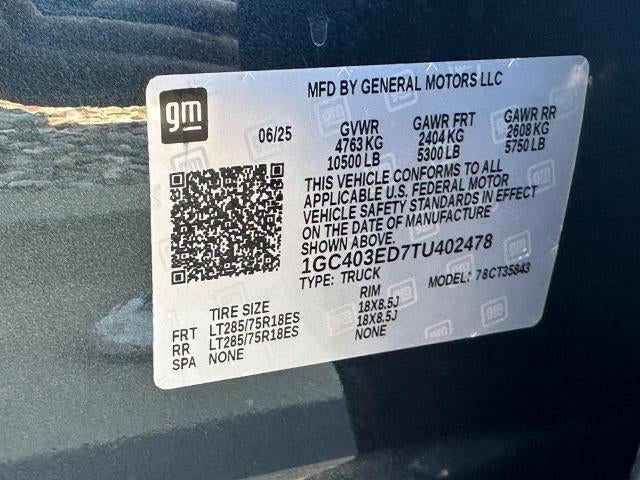 MFD BY GENERAL MOTORS LLC
gm
06/25 GVWR GAWR FRT GAWR RR
4763 KG 2404 KG 2608 KG
10500 LB 5300 LB 5750 LB
THIS VEHICLE CONFORMS TO ALL
APPLICABLE U.S. FEDERAL MOTOR
VEHICLE SAFETY STANDARDS IN EFFECT
ON THE DATE OF MANUFACTURE
SHOWN ABOVE.
1GC403ED7TU402478
TYPE: TRUCK MODEL: 78CT35843
TIRE SIZE RIM
FRT LT285/75R18ES 18X8.5J
RR LT285/75R18ES 18X8.5J
SPA NONE NONE